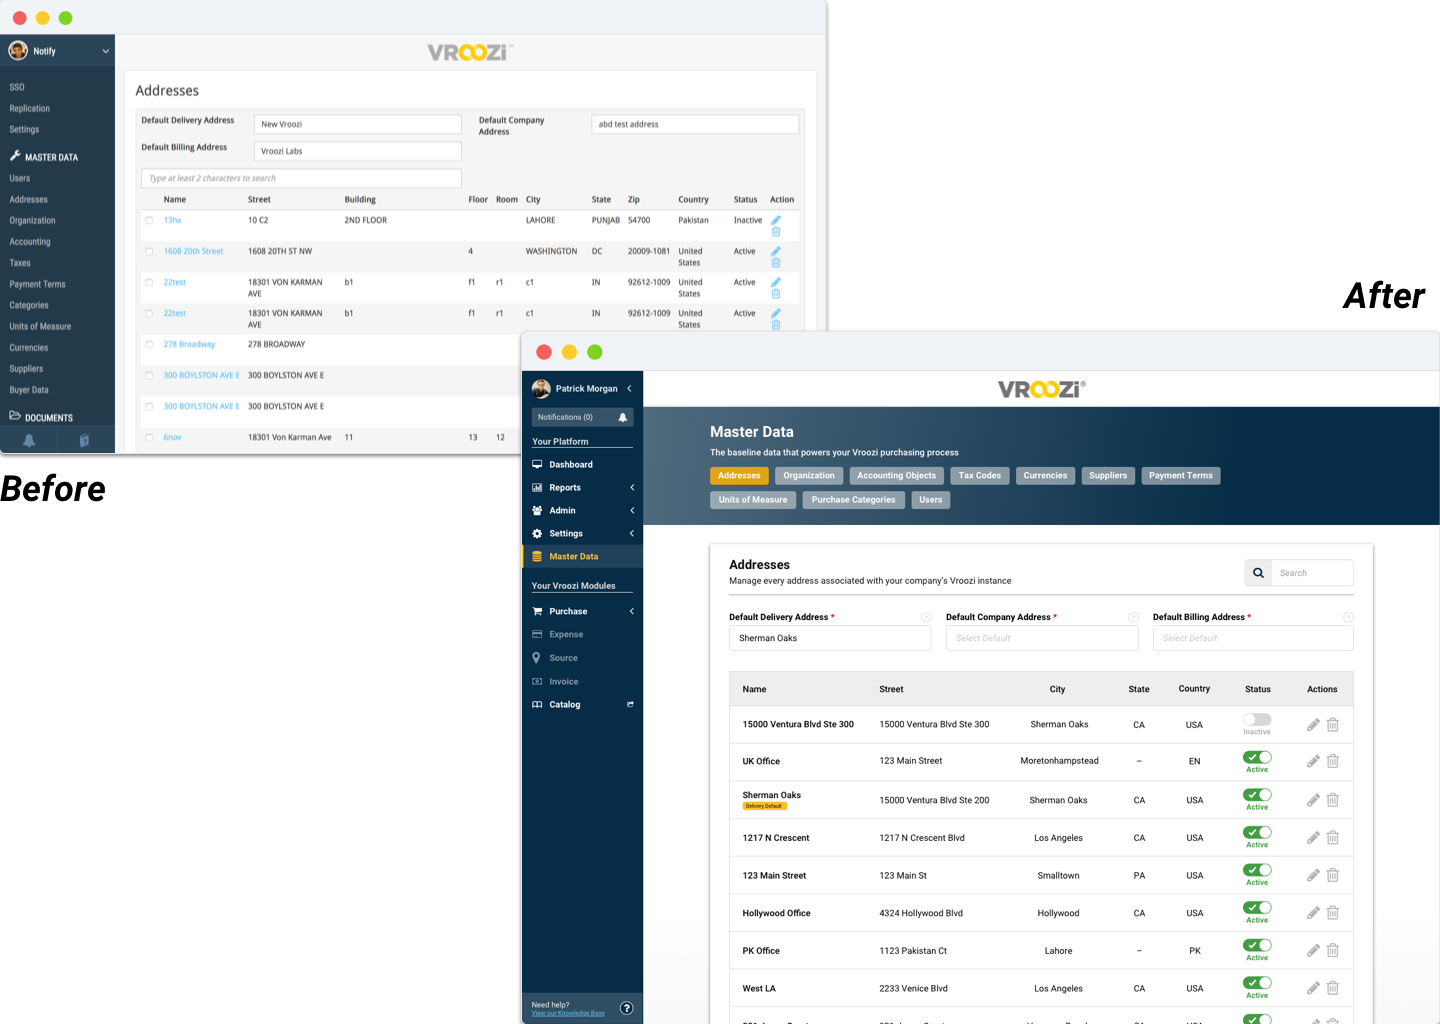 Notify
VROOZI™
SSO
Replication
Settings
MASTER DATA
Users
Addresses
Organization
Accounting
Taxes
Payment Terms
Categories
Units of Measure
Currencies
Suppliers
Buyer Data
DOCUMENTS
Addresses
Default Delivery Address New Vroozi Default Company Address abd test address
Default Billing Address Vroozi Labs
Type at least 2 characters to search
Name Street Building Floor Room City State Zip Country Status Action
13hx 10 C2 2ND FLOOR LAHORE PUNJAB 54700 Pakistan Inactive
1608 20th Street 1608 20TH ST NW 4 WASHINGTON DC 20009-1081 United States Active
22test 18301 VON KARMAN AVE b1 f1 r1 c1 IN 92612-1009 United States Active
22test 18301 VON KARMAN AVE b1 f1 r1 c1 IN 92612-1009 United States Active
278 Broadway 278 BROADWAY
300 BOYLSTON AVE E 300 BOYLSTON AVE E
300 BOYLSTON AVE E 300 BOYLSTON AVE E
6nov 18301 Von Karman Ave 11 13 12
Before
After
Patrick Morgan
Notifications (0)
Your Platform
Dashboard
Reports
Admin
Settings
Master Data
Your Vroozi Modules
Purchase
Expense
Source
Invoice
Catalog
Need help?
View our Knowledge Base
?
VROOZI®
Master Data
The baseline data that powers your Vroozi purchasing process
Addresses Organization Accounting Objects Tax Codes Currencies Suppliers Payment Terms
Units of Measure Purchase Categories Users
Addresses
Manage every address associated with your company's Vroozi instance
Search
Default Delivery Address * Default Company Address * Default Billing Address *
Sherman Oaks Select Default Select Default
Name Street City State Country Status Actions
15000 Ventura Blvd Ste 300 15000 Ventura Blvd Ste 300 Sherman Oaks CA USA Inactive
UK Office 123 Main Street Moretonhampstead – EN Active
Sherman Oaks Delivery Default 15000 Ventura Blvd Ste 200 Sherman Oaks CA USA Active
1217 N Crescent 1217 N Crescent Blvd Los Angeles CA USA Active
123 Main Street 123 Main St Smalltown PA USA Active
Hollywood Office 4324 Hollywood Blvd Hollywood CA USA Active
PK Office 1123 Pakistan Ct Lahore – PK Active
West LA 2233 Venice Blvd Los Angeles CA USA Active